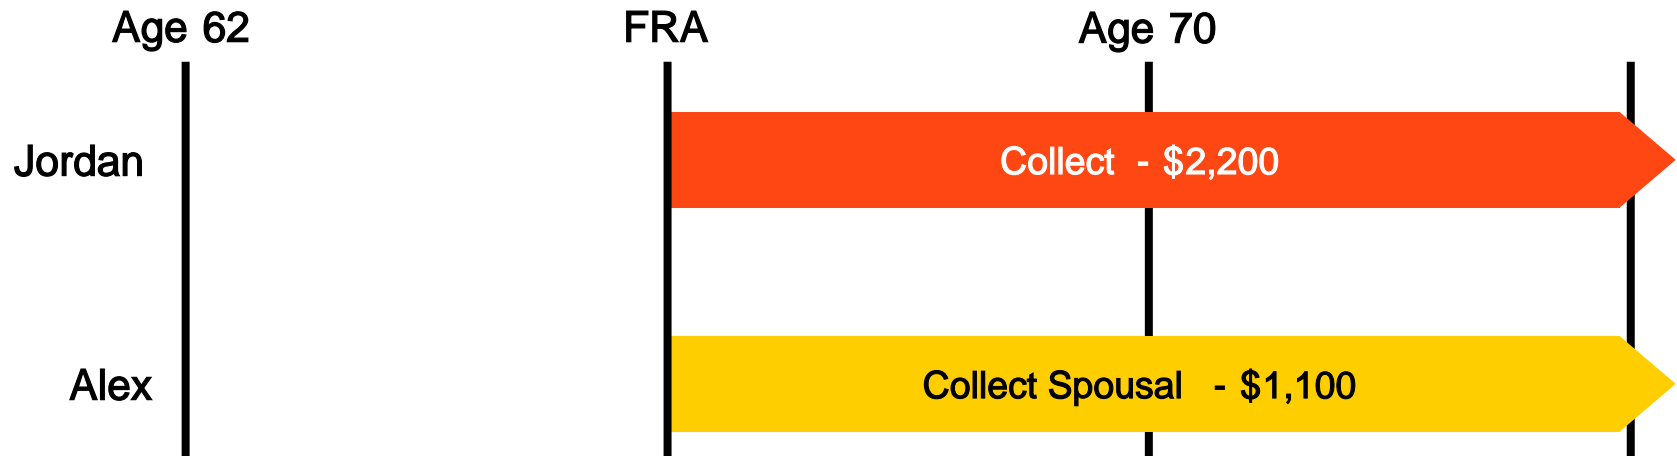 Age 62
FRA
Age 70
Jordan
Collect - $2,200
Alex
Collect Spousal - $1,100